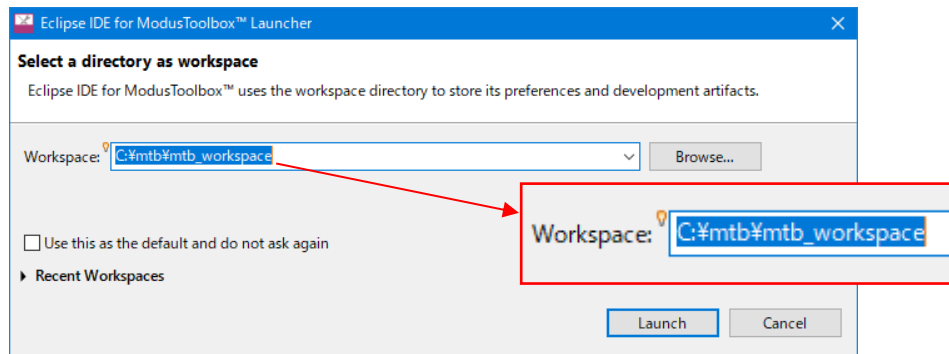 Eclipse IDE for ModusToolbox™ Launcher
Select a directory as workspace
Eclipse IDE for ModusToolbox™ uses the workspace directory to store its preferences and development artifacts.
Workspace: C:¥mtb¥mtb_workspace Browse...
Workspace: C:¥mtb¥mtb_workspace
Use this as the default and do not ask again
Recent Workspaces
Launch Cancel